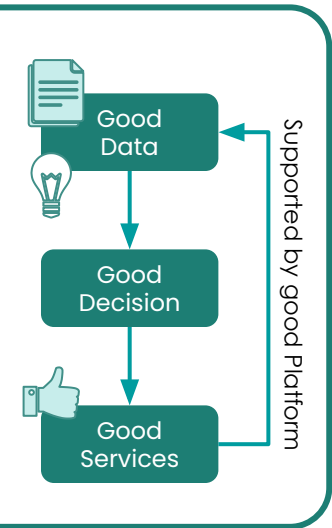 Good
Data
Good
Decision
Good
Services
Supported by good Platform